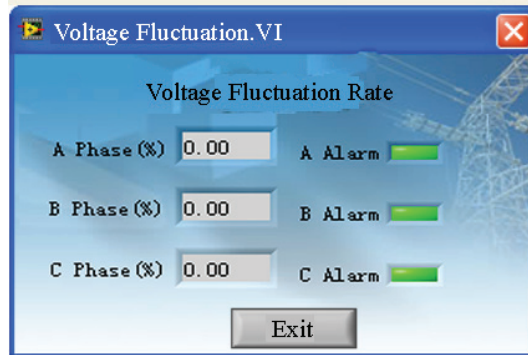 Voltage Fluctuation.VI
Voltage Fluctuation Rate
A Phase(%) 0.00 A Alarm
B Phase(%) 0.00 B Alarm
C Phase(%) 0.00 C Alarm
Exit